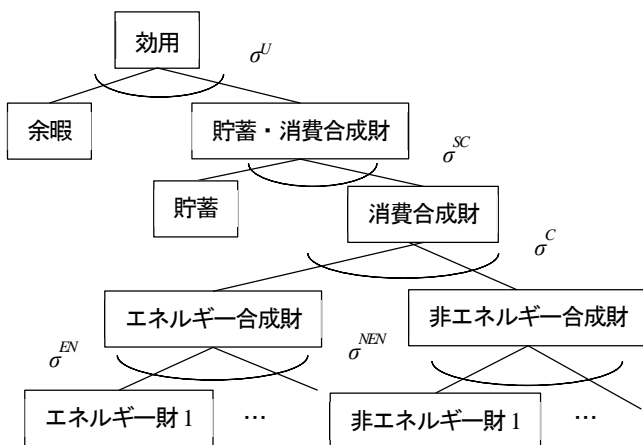 効用
σ^U
余暇
貯蓄・消費合成財
σ^SC
貯蓄
消費合成財
σ^C
エネルギー合成財
非エネルギー合成財
σ^EN
σ^NEN
エネルギー財 1
…
非エネルギー財 1
…